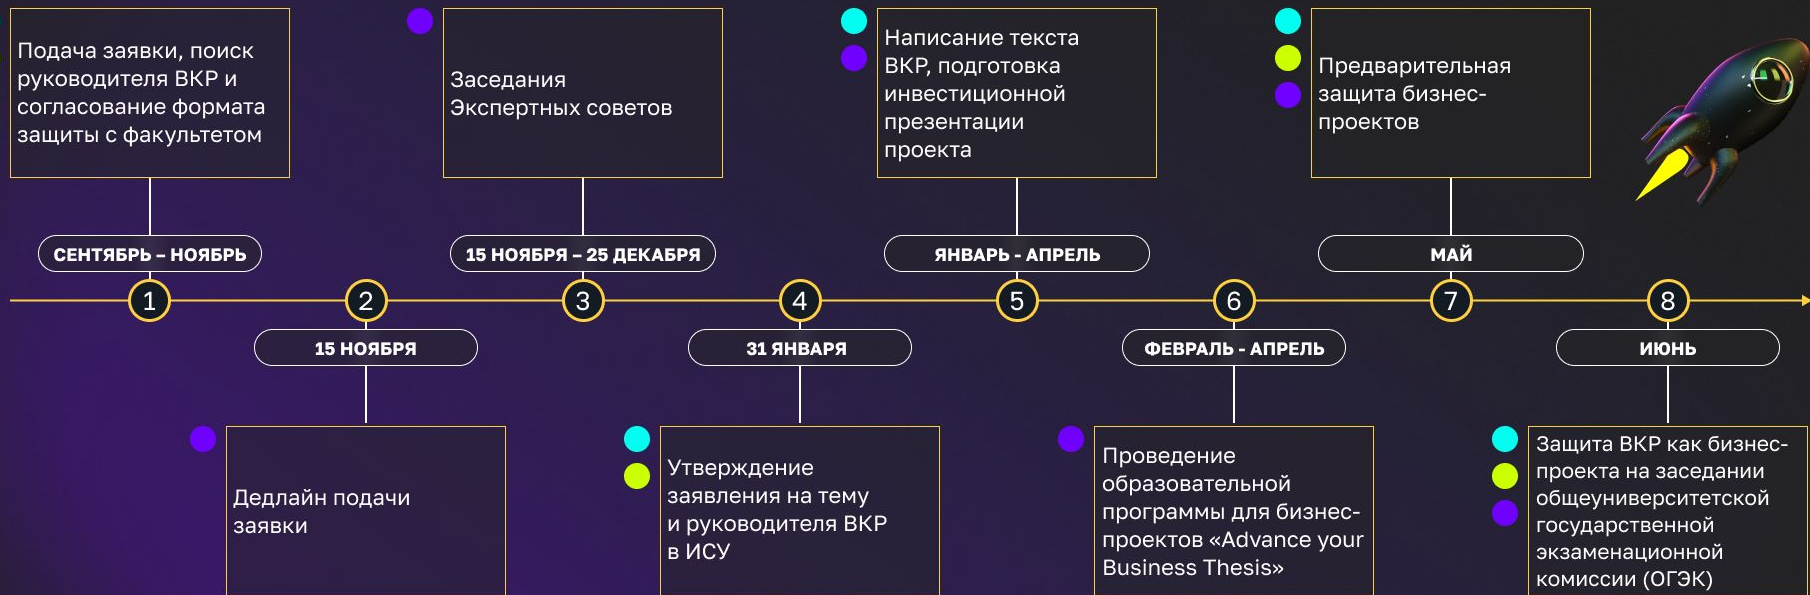 Подача заявки, поиск
руководителя ВКР и
согласование формата
защиты с факультетом
Заседания
Экспертных советов
Написание текста
ВКР, подготовка
инвестиционной
презентации
проекта
Предварительная
защита бизнес-
проектов
СЕНТЯБРЬ – НОЯБРЬ
15 НОЯБРЯ – 25 ДЕКАБРЯ
ЯНВАРЬ - АПРЕЛЬ
МАЙ
1
2
3
4
5
6
7
8
15 НОЯБРЯ
31 ЯНВАРЯ
ФЕВРАЛЬ - АПРЕЛЬ
ИЮНЬ
Дедлайн подачи
заявки
Утверждение
заявления на тему
и руководителя ВКР
в ИСУ
Проведение
образовательной
программы для бизнес-
проектов «Advance your
Business Thesis»
Защита ВКР как бизнес-
проекта на заседании
общеуниверситетской
государственной
экзаменационной
комиссии (ОГЭК)